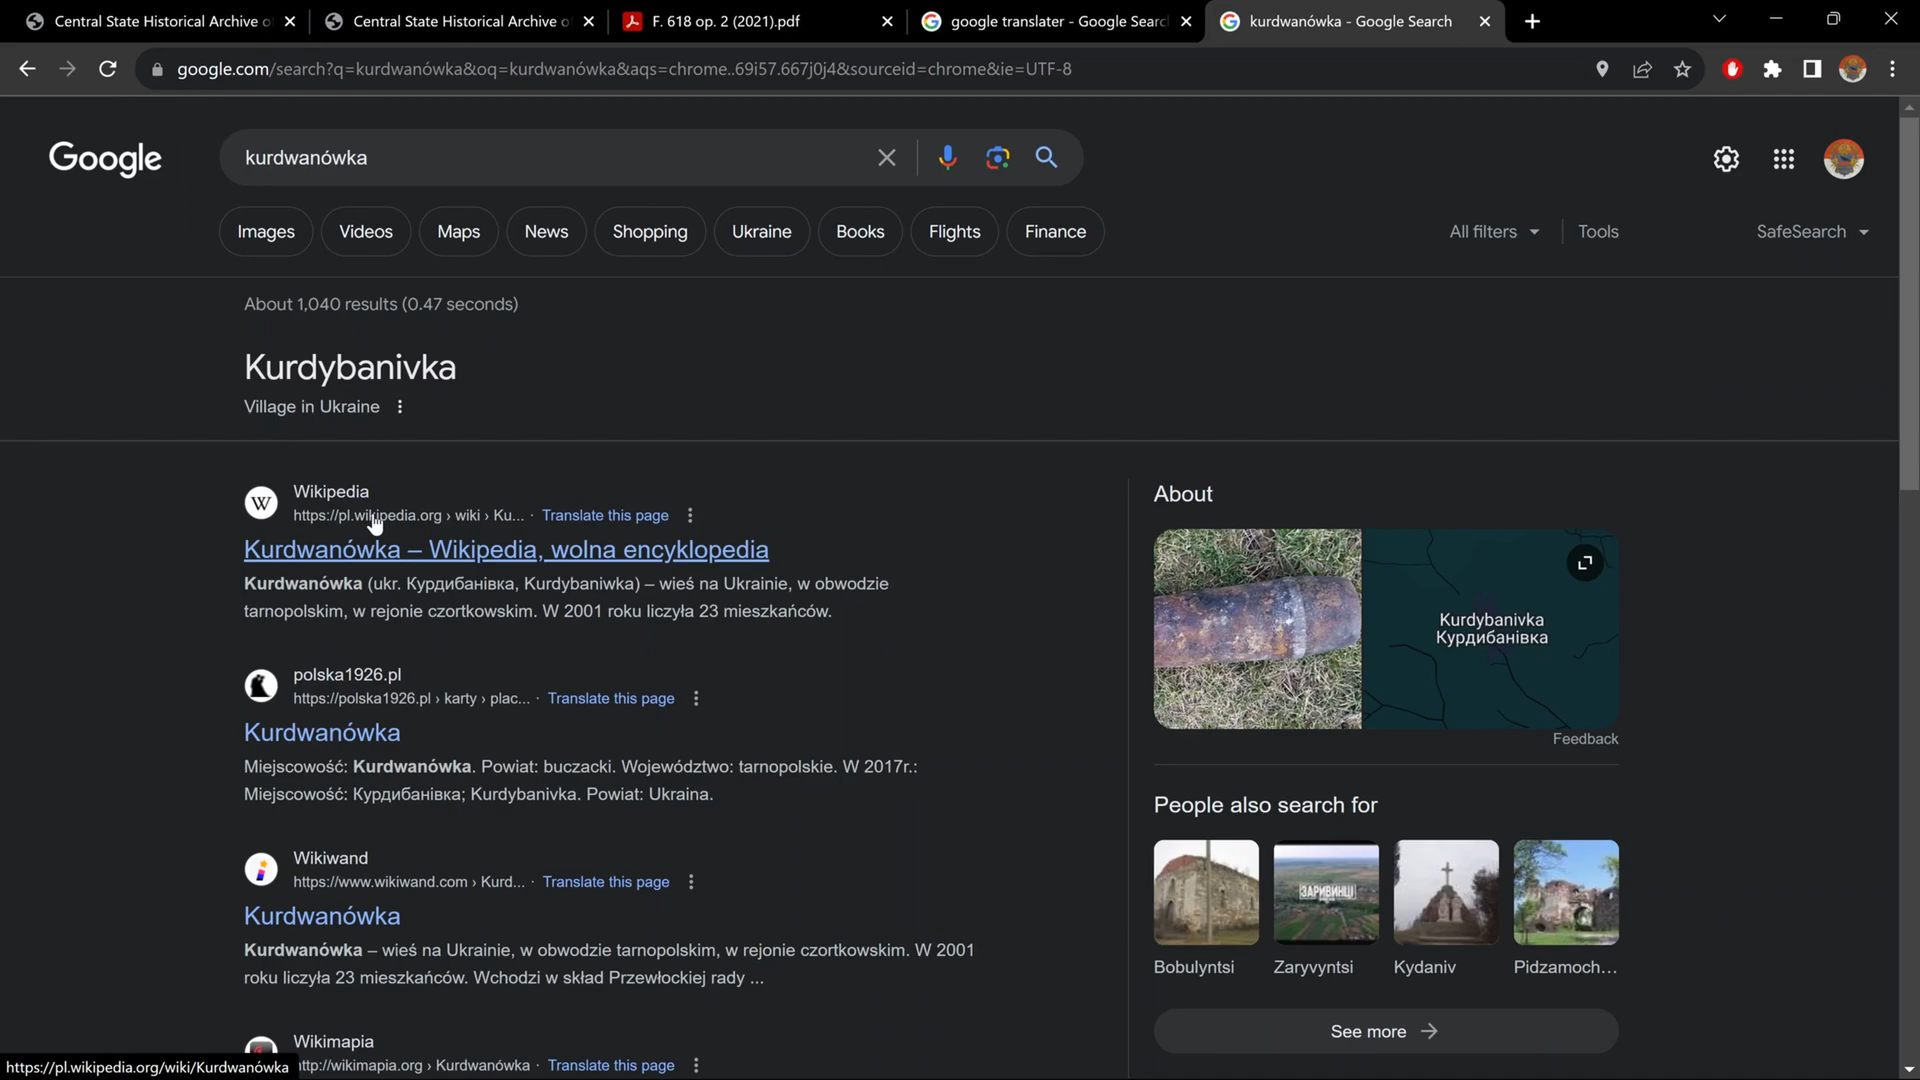 Central State Historical Archive o
Central State Historical Archive o
F. 618 op. 2 (2021).pdf
google translater - Google Searc
kurdwanówka - Google Search
google.com/search?q=kurdwanówka&oq=kurdwanówka&aqs=chrome..69i57.667j0j4&sourceid=chrome&ie=UTF-8
Google
kurdwanówka
Images
Videos
Maps
News
Shopping
Ukraine
Books
Flights
Finance
All filters
Tools
SafeSearch
About 1,040 results (0.47 seconds)
Kurdybanivka
Village in Ukraine
W
Wikipedia
https://pl.wikipedia.org › wiki › Ku... · Translate this page
Kurdwanówka – Wikipedia, wolna encyklopedia
Kurdwanówka (ukr. Курдибанівка, Kurdybaniwka) – wieś na Ukrainie, w obwodzie
tarnopolskim, w rejonie czortkowskim. W 2001 roku liczyła 23 mieszkańców.
polska1926.pl
https://polska1926.pl › karty › plac... · Translate this page
Kurdwanówka
Miejscowość: Kurdwanówka. Powiat: buczacki. Województwo: tarnopolskie. W 2017r.:
Miejscowość: Курдибанівка; Kurdybanivka. Powiat: Ukraina.
Wikiwand
https://www.wikiwand.com › Kurd... · Translate this page
Kurdwanówka
Kurdwanówka – wieś na Ukrainie, w obwodzie tarnopolskim, w rejonie czortkowskim. W 2001
roku liczyła 23 mieszkańców. Wchodzi w skład Przewłockiej rady ...
Wikimapia
ttp://wikimapia.org › Kurdwanówka · Translate this page
https://pl.wikipedia.org/wiki/Kurdwanówka
About
Kurdybanivka
Курдибанівка
Feedback
People also search for
ЗАРИВИНЦІ
Bobulyntsi
Zaryvyntsi
Kydaniv
Pidzamoch...
See more